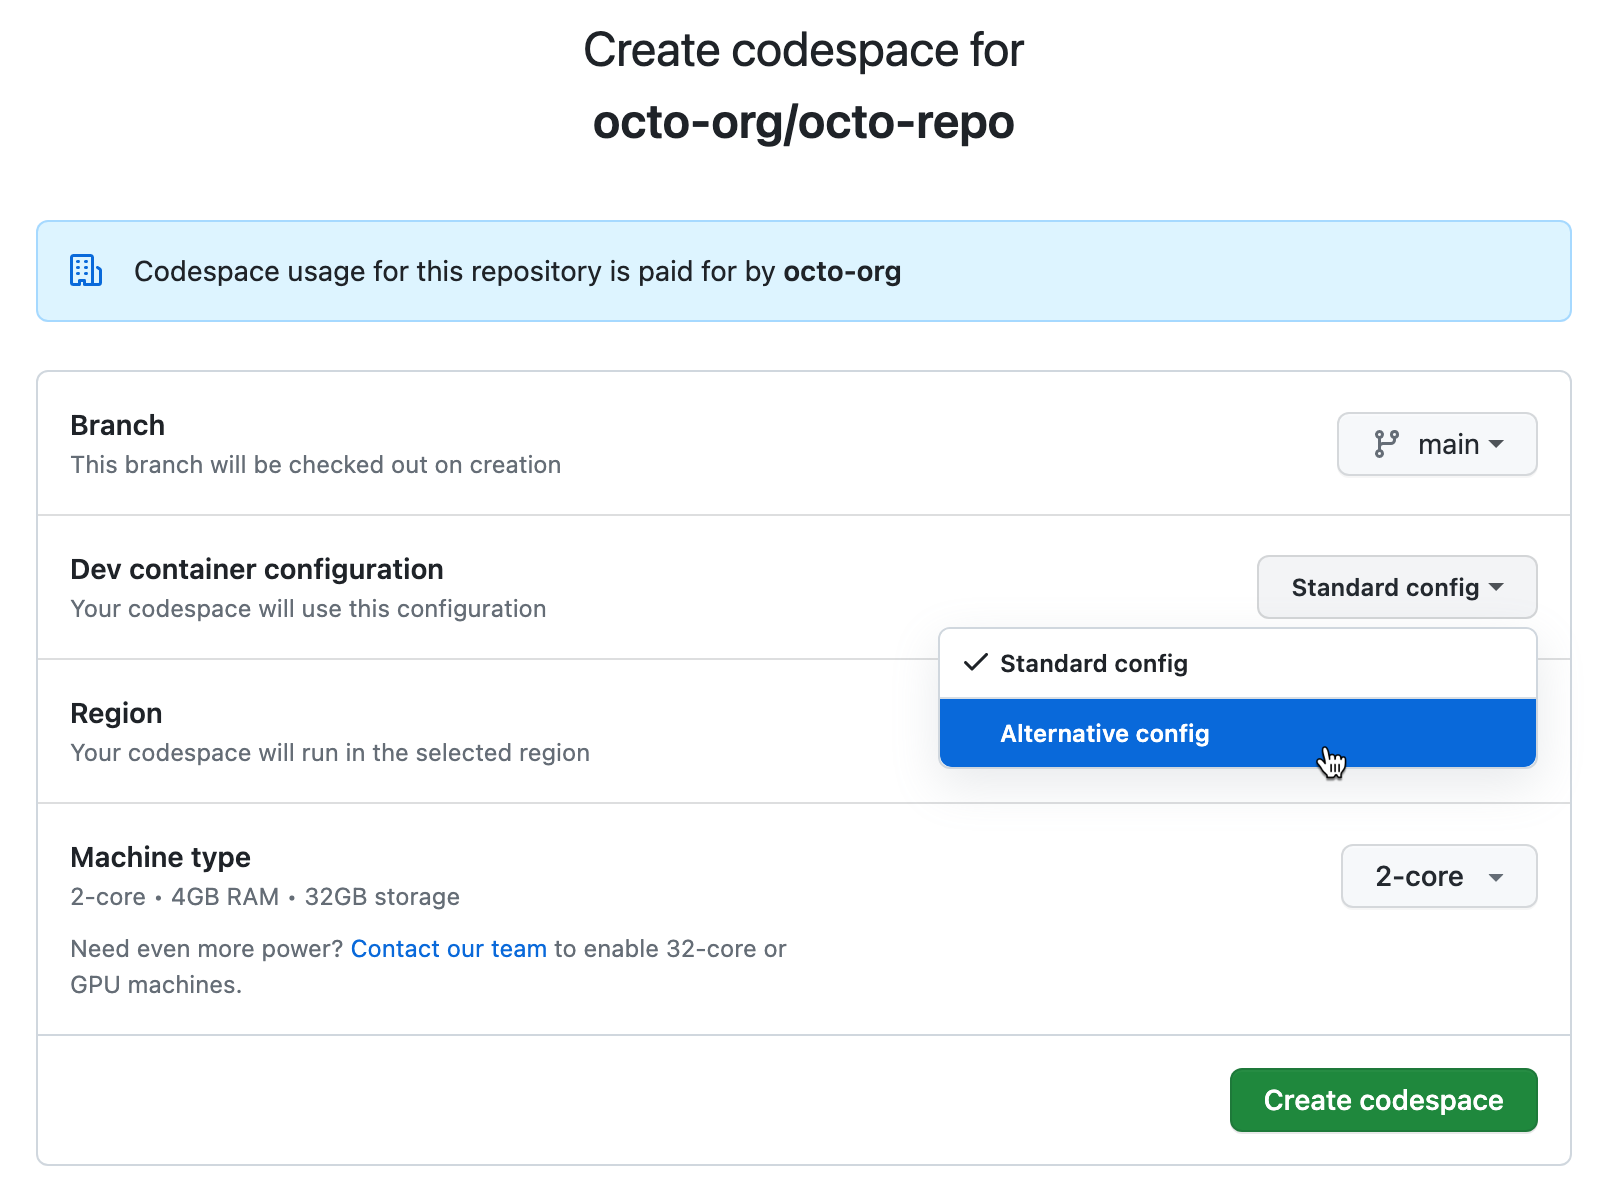 Create codespace for
octo-org/octo-repo
Codespace usage for this repository is paid for by octo-org
Branch
This branch will be checked out on creation
main
Dev container configuration
Your codespace will use this configuration
Standard config
Standard config
Alternative config
Region
Your codespace will run in the selected region
Machine type
2-core • 4GB RAM • 32GB storage
2-core
Need even more power? Contact our team to enable 32-core or
GPU machines.
Create codespace